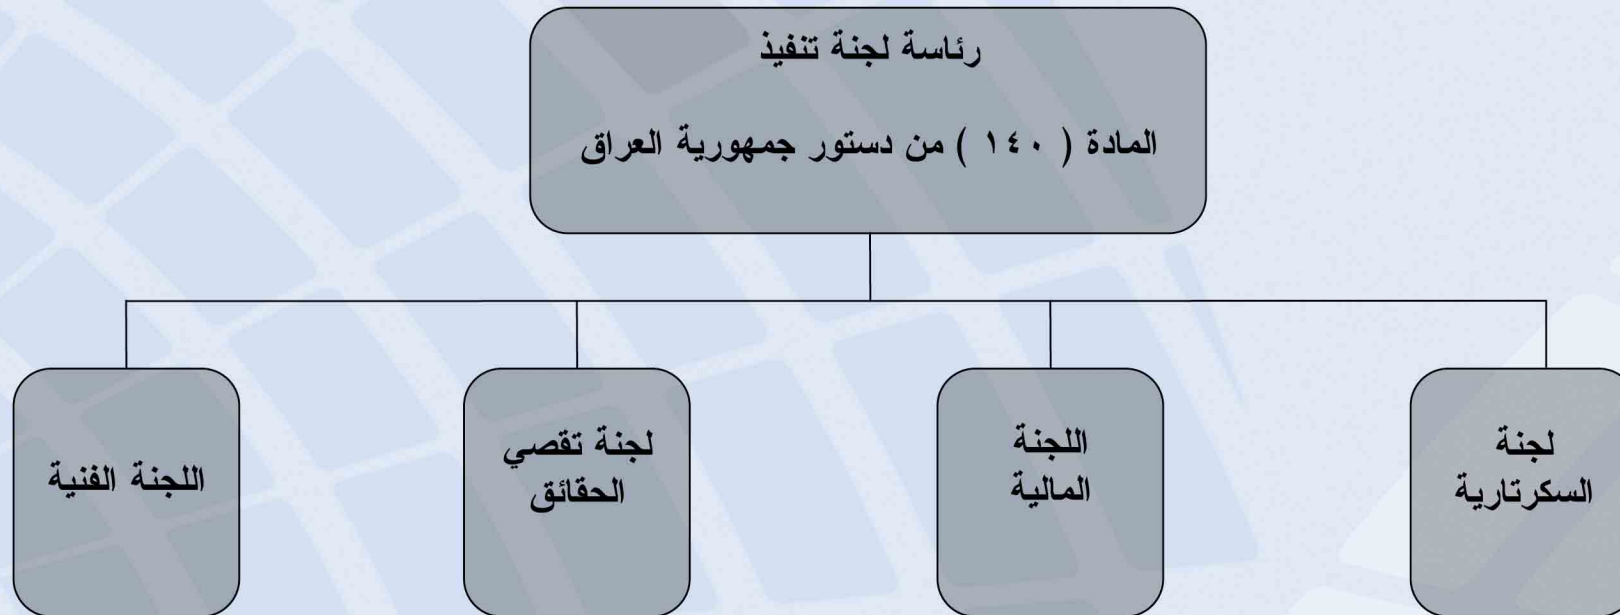 رئاسة لجنة تنفيذ
المادة ( ١٤٠ ) من دستور جمهورية العراق
لجنة
السكرتارية
اللجنة
المالية
لجنة تقصي
الحقائق
اللجنة الفنية